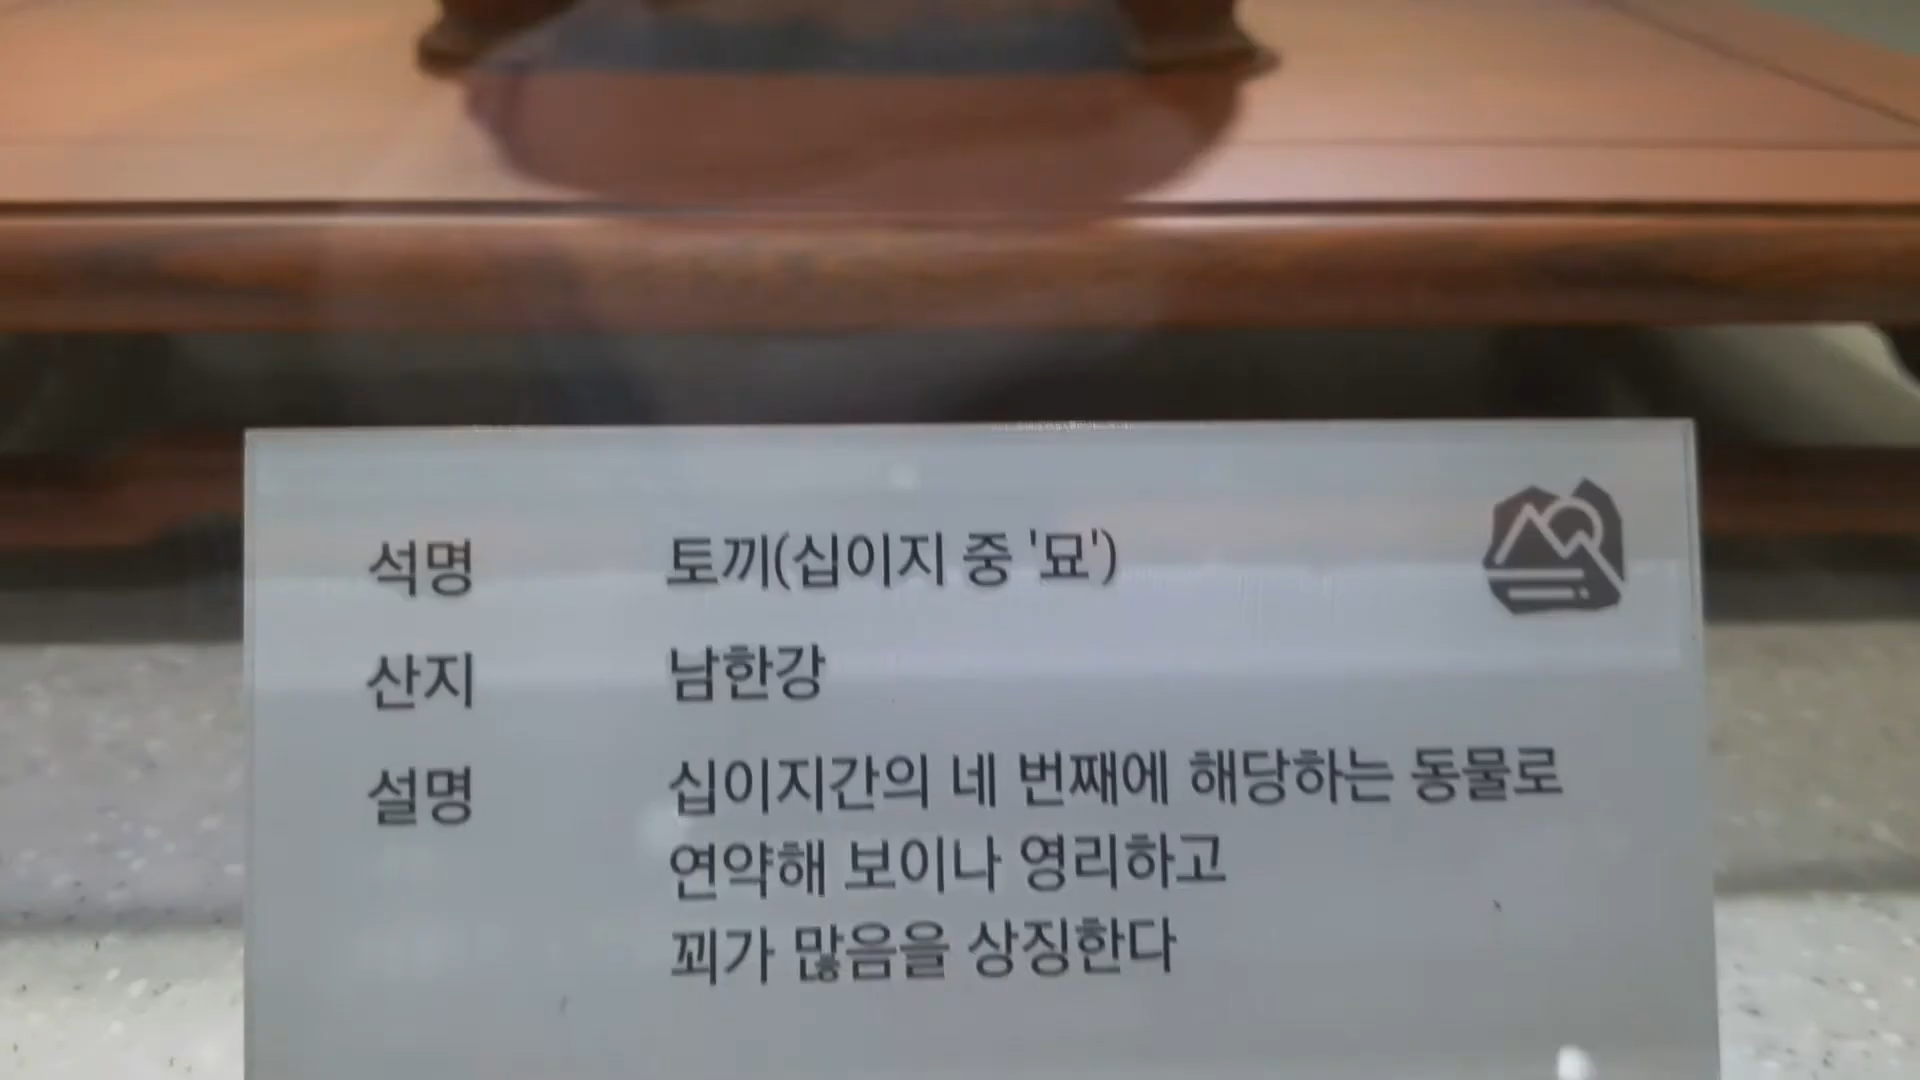 석명 토끼(십이지 중 '묘')
산지 남한강
설명 십이지간의 네 번째에 해당하는 동물로
연약해 보이나 영리하고
꾀가 많음을 상징한다